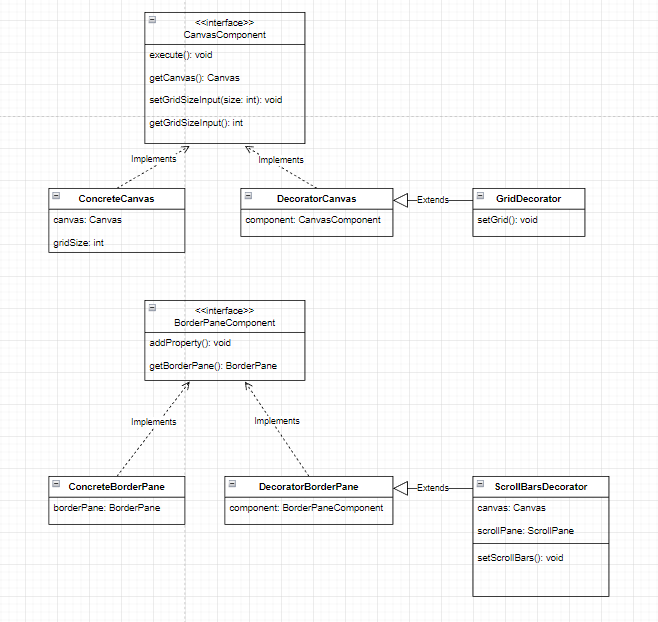 <<interface>>
CanvasComponent
execute(): void
getCanvas(): Canvas
setGridSizeInput(size: int): void
getGridSizeInput(): int
Implements
Implements
ConcreteCanvas
canvas: Canvas
gridSize: int
DecoratorCanvas
component: CanvasComponent
Extends
GridDecorator
setGrid(): void
<<interface>>
BorderPaneComponent
addProperty(): void
getBorderPane(): BorderPane
Implements
Implements
ConcreteBorderPane
borderPane: BorderPane
DecoratorBorderPane
component: BorderPaneComponent
Extends
ScrollBarsDecorator
canvas: Canvas
scrollPane: ScrollPane
setScrollBars(): void